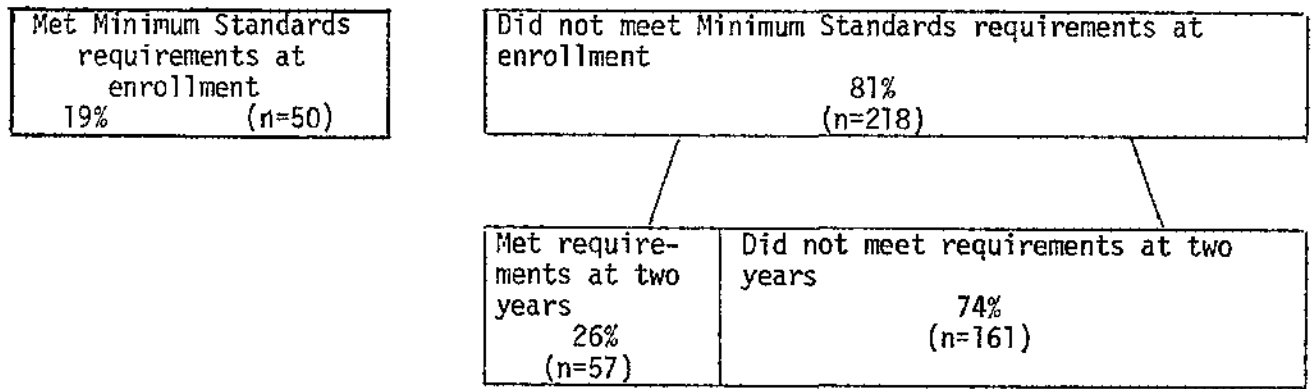 Met Minimum Standards
requirements at
enrollment
19% (n=50)
Did not meet Minimum Standards requirements at
enrollment
81%
(n=218)
Met require-
ments at two
years
26%
(n=57)
Did not meet requirements at two
years
74%
(n=161)